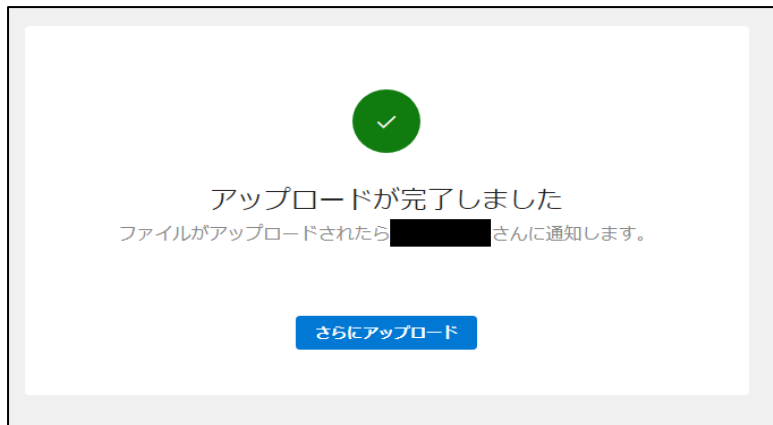 アップロードが完了しました
ファイルがアップロードされたら さんに通知します。
さらにアップロード